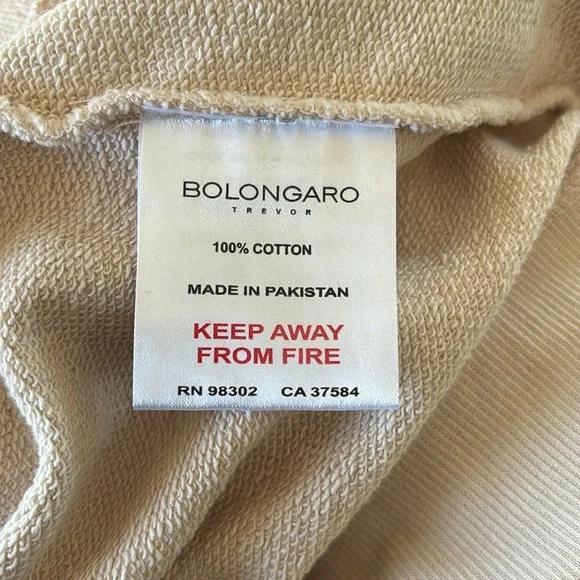 BOLONGARO
TREVOR
100% COTTON
MADE IN PAKISTAN
KEEP AWAY
FROM FIRE
RN 98302 CA 37584